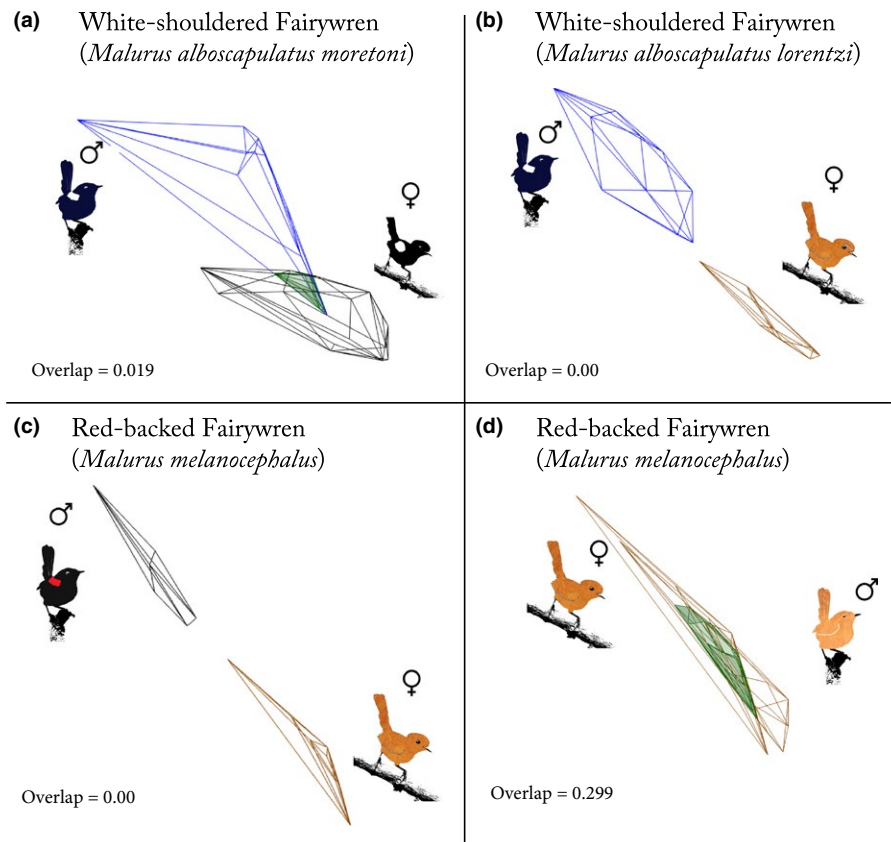 (a) White-shouldered Fairywren
(Malurus alboscapulatus moretoni)
♂
♀
Overlap = 0.019
(b) White-shouldered Fairywren
(Malurus alboscapulatus lorentzi)
♂
♀
Overlap = 0.00
(c) Red-backed Fairywren
(Malurus melanocephalus)
♂
♀
Overlap = 0.00
(d) Red-backed Fairywren
(Malurus melanocephalus)
♀
♂
Overlap = 0.299